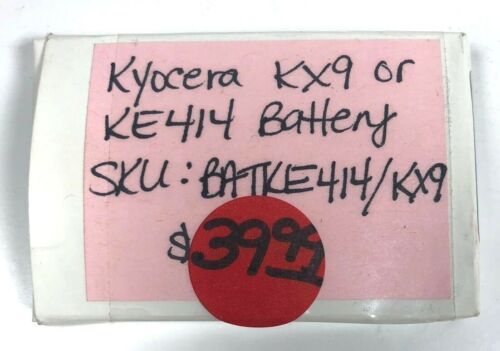 Kyocera KX9 or
KE414 Battery
SKU: BATKE414/KX9
$39.99